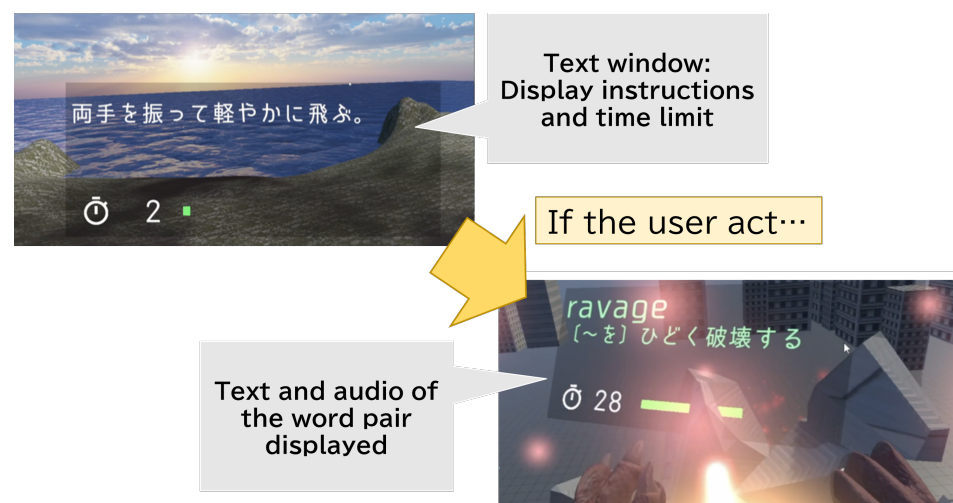 両手を振って軽やかに飛ぶ。
2
Text window:
Display instructions
and time limit
If the user act…
ravage
[~を] ひどく破壊する
28
Text and audio of
the word pair
displayed